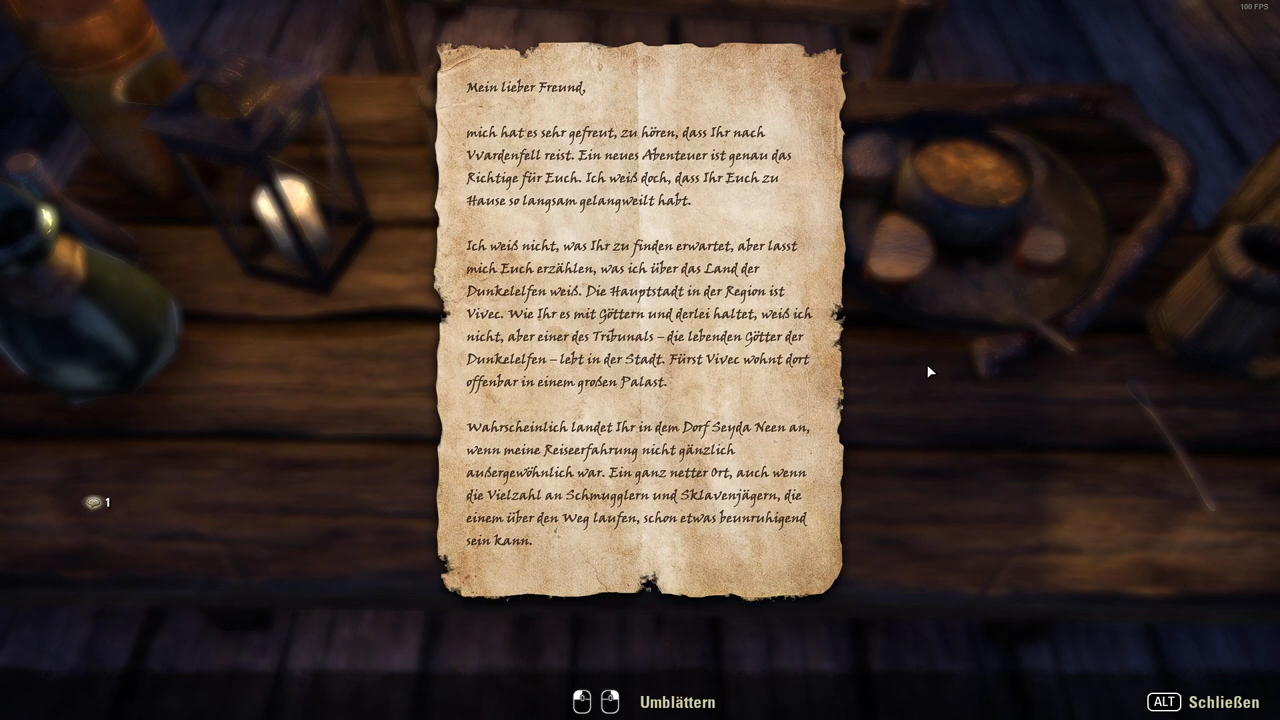 100 FPS
Mein lieber Freund,
mich hat es sehr gefreut, zu hören, dass Ihr nach
Vvardenfell reist. Ein neues Abenteuer ist genau das
Richtige für Euch. Ich weiß doch, dass Ihr Euch zu
Hause so langsam gelangweilt habt.
Ich weiß nicht, was Ihr zu finden erwartet, aber lasst
mich Euch erzählen, was ich über das Land der
Dunkelelfen weiß. Die Hauptstadt in der Region ist
Vivec. Wie Ihr es mit Göttern und derlei haltet, weiß ich
nicht, aber einer des Tribunals – die lebenden Götter der
Dunkelelfen – lebt in der Stadt. Fürst Vivec wohnt dort
offenbar in einem großen Palast.
Wahrscheinlich landet Ihr in dem Dorf Seyda Neen an,
wenn meine Reiseerfahrung nicht gänzlich
außergewöhnlich war. Ein ganz netter Ort, auch wenn
die Vielzahl an Schmugglern und Sklavenjägern, die
einem über den Weg laufen, schon etwas beunruhigend
sein kann.
1
Umblättern
ALT Schließen